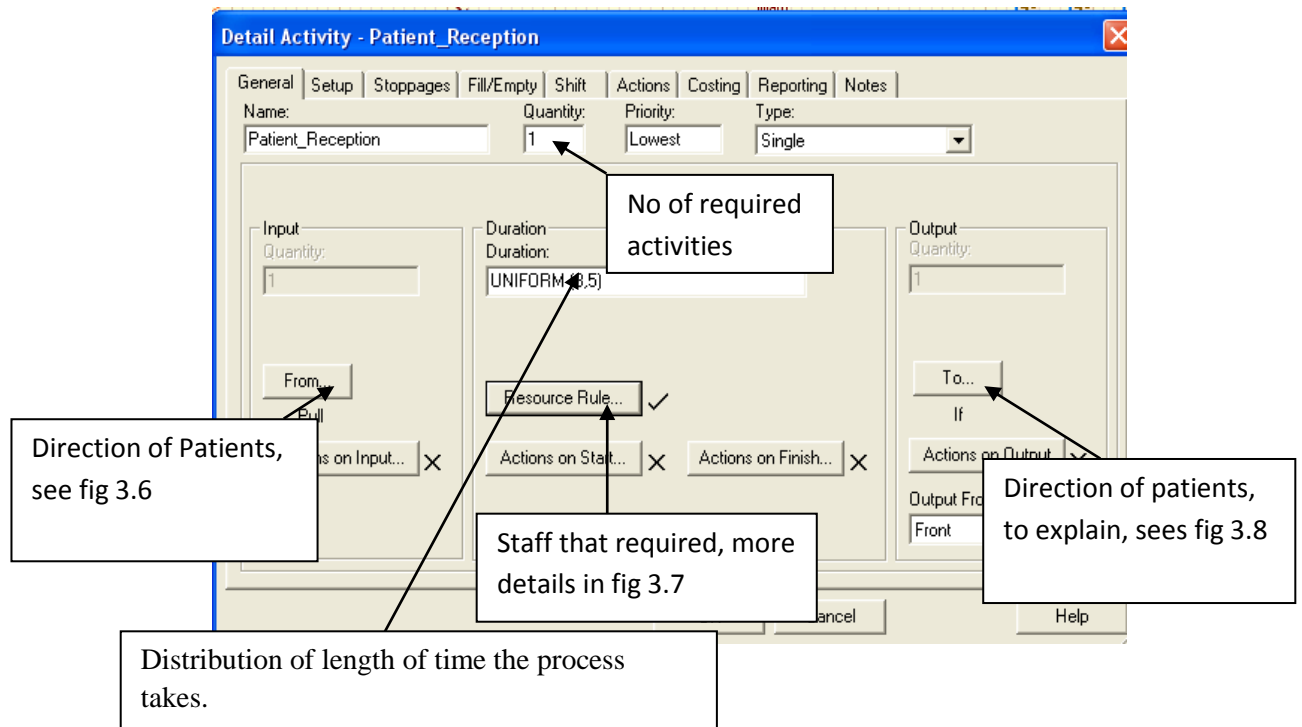 Detail Activity - Patient_Reception
General Setup Stoppages Fill/Empty Shift Actions Costing Reporting Notes
Name: Quantity: Priority: Type:
Patient_Reception 1 Lowest Single
No of required
activities
Input
Quantity:
1
From...
Pull
on Input...
Duration
Duration:
UNIFORM
Resource Rule...
Actions on Start... Actions on Finish...
Output
Quantity:
1
To...
If
Actions on Output
Output
Front
Direction of Patients,
see fig 3.6
Staff that required, more
details in fig 3.7
Direction of patients,
to explain, sees fig 3.8
Help
Distribution of length of time the process
takes.